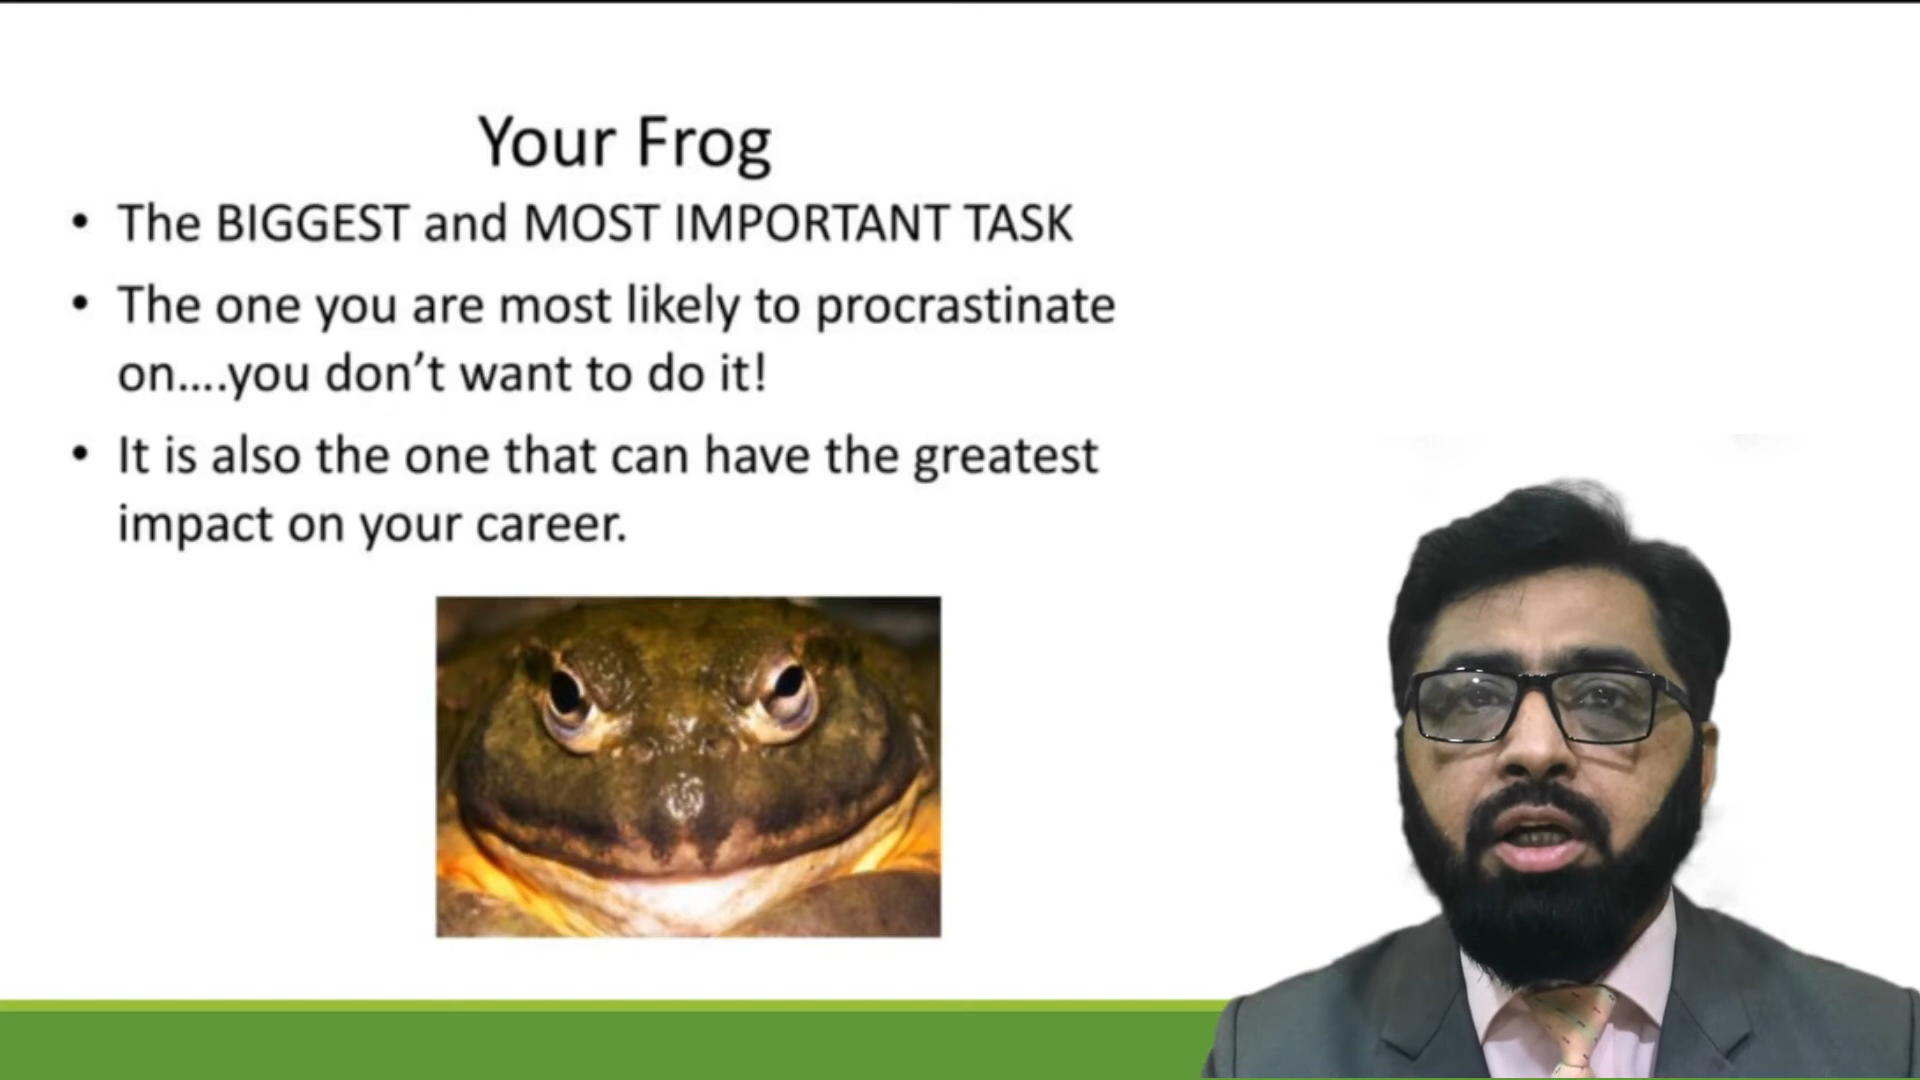 Your Frog
• The BIGGEST and MOST IMPORTANT TASK
• The one you are most likely to procrastinate
on....you don't want to do it!
• It is also the one that can have the greatest
impact on your career.